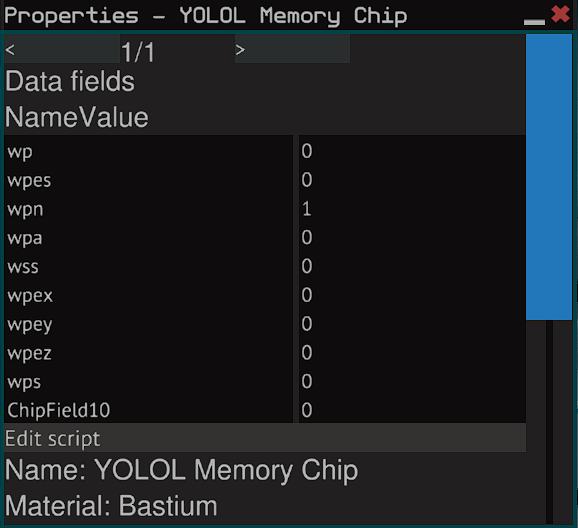 Properties – YOLOL Memory Chip
< 1/1 >
Data fields
NameValue
wp 0
wpes 0
wpn 1
wpa 0
wss 0
wpex 0
wpey 0
wpez 0
wps 0
ChipField10 0
Edit script
Name: YOLOL Memory Chip
Material: Bastium